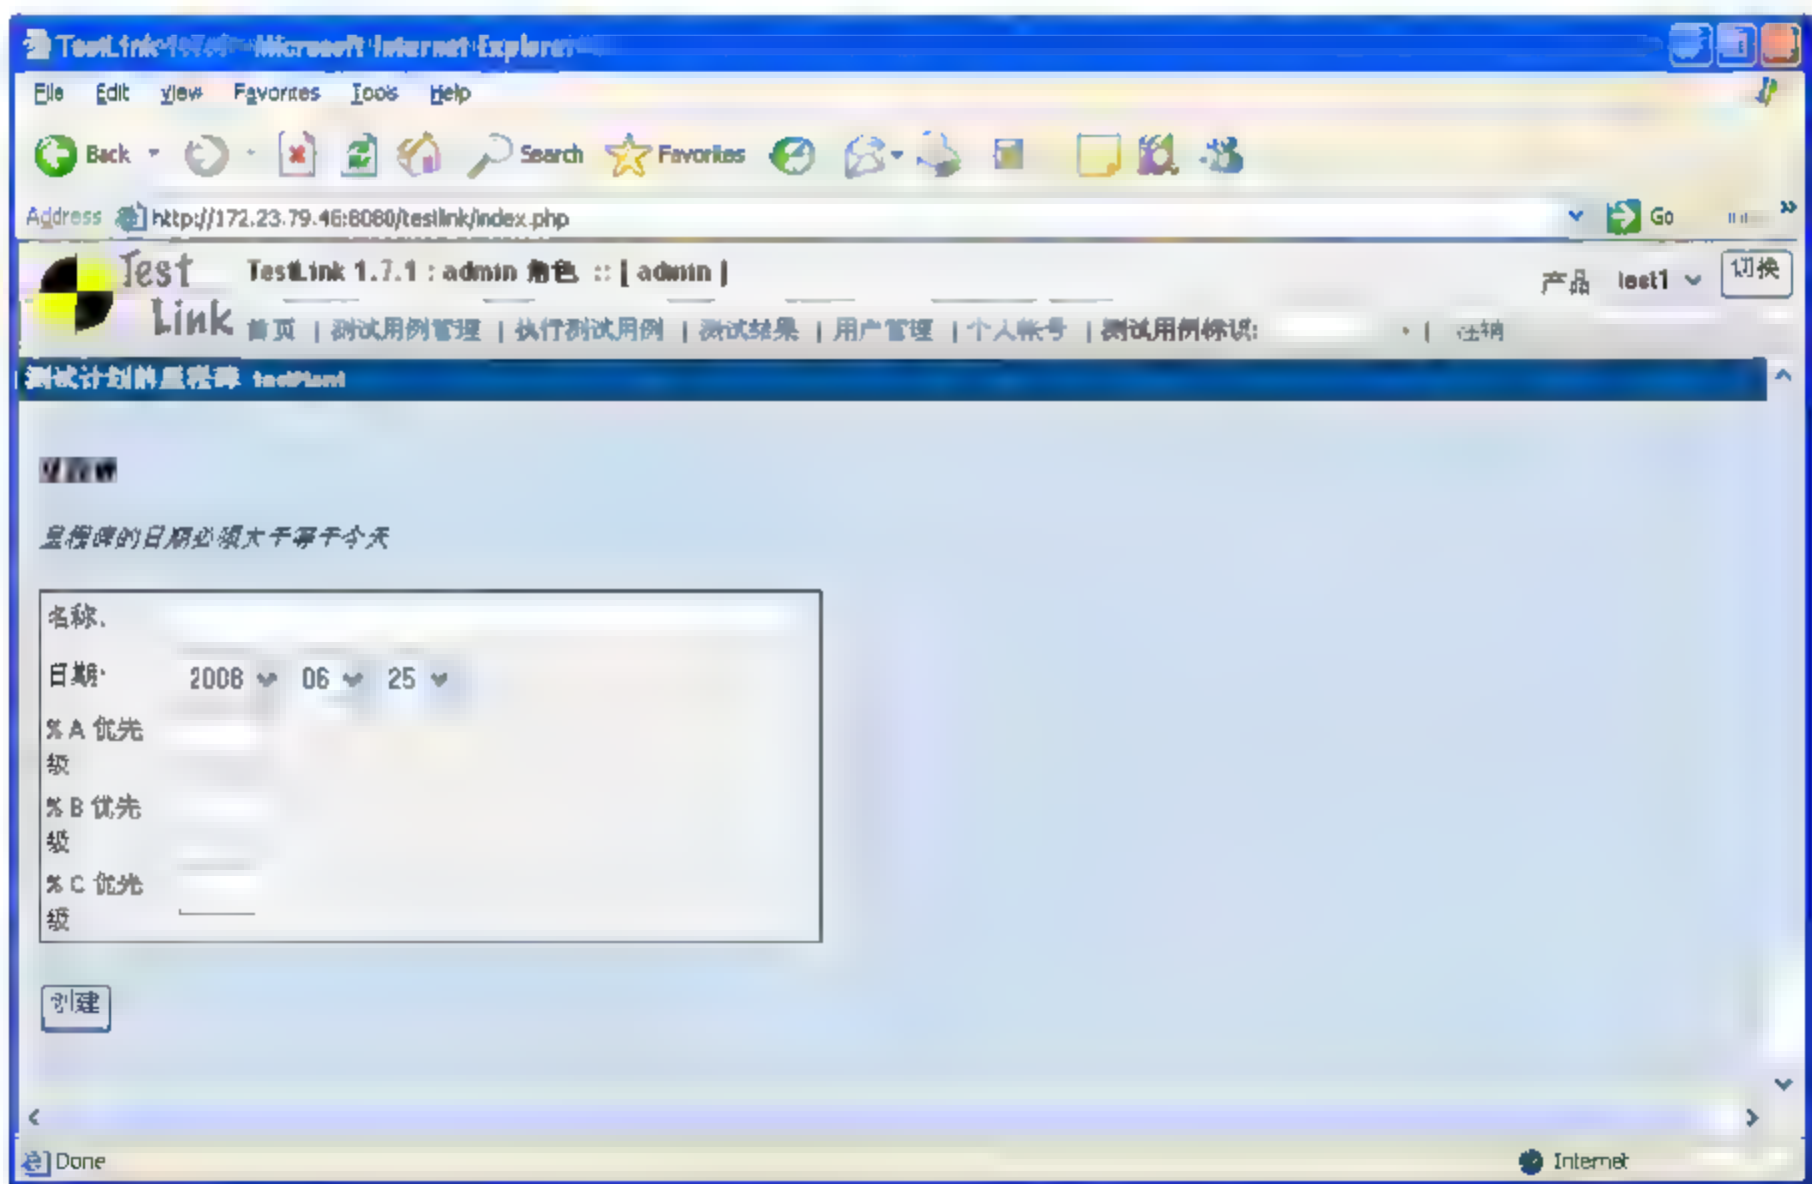 TestLink Microsoft Internet Explorer
File Edit View Favorites Tools Help
Back Search Favorites
Address http://172.23.79.46:8080/testlink/index.php Go
Test Link
TestLink 1.7.1 : admin 角色 :: [ admin ]
产品 test1 切换
首页 | 测试用例管理 | 执行测试用例 | 测试结果 | 用户管理 | 个人帐号 | 测试用例标识: | 注销
测试计划的里程碑
里程碑的日期必须大于等于今天
名称:
日期: 2008 06 25
% A 优先
级
% B 优先
级
% C 优先
级
创建
Done Internet